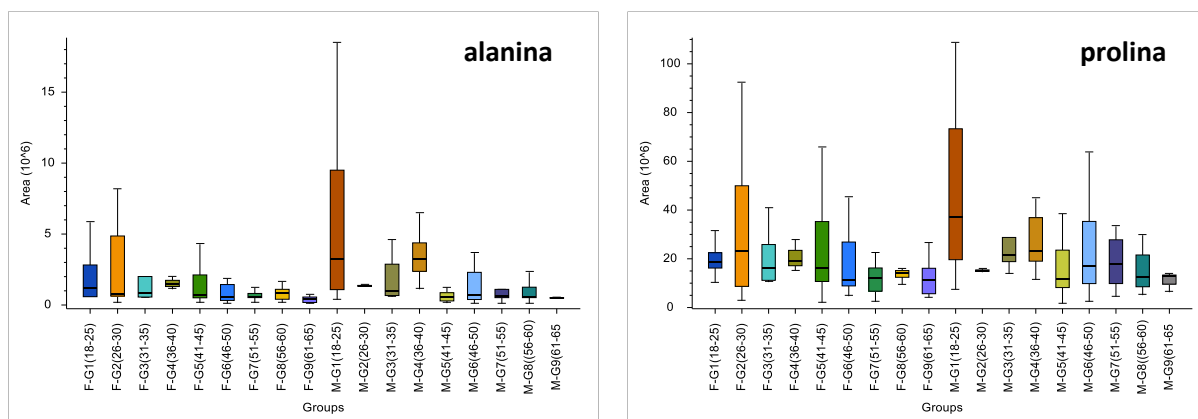 alanina
Area (10^6)
15
10
5
0
F-G1(18-25)
F-G2(26-30)
F-G3(31-35)
F-G4(36-40)
F-G5(41-45)
F-G6(46-50)
F-G7(51-55)
F-G8(56-60)
F-G9(61-65)
M-G1(18-25)
M-G2(26-30)
M-G3(31-35)
M-G4(36-40)
M-G5(41-45)
M-G6(46-50)
M-G7(51-55)
M-G8((56-60)
M-G9(61-65
Groups
prolina
Area (10^6)
100
80
60
40
20
0
F-G1(18-25)
F-G2(26-30)
F-G3(31-35)
F-G4(36-40)
F-G5(41-45)
F-G6(46-50)
F-G7(51-55)
F-G8(56-60)
F-G9(61-65)
M-G1(18-25)
M-G2(26-30)
M-G3(31-35)
M-G4(36-40)
M-G5(41-45)
M-G6(46-50)
M-G7(51-55)
M-G8((56-60)
M-G9(61-65
Groups